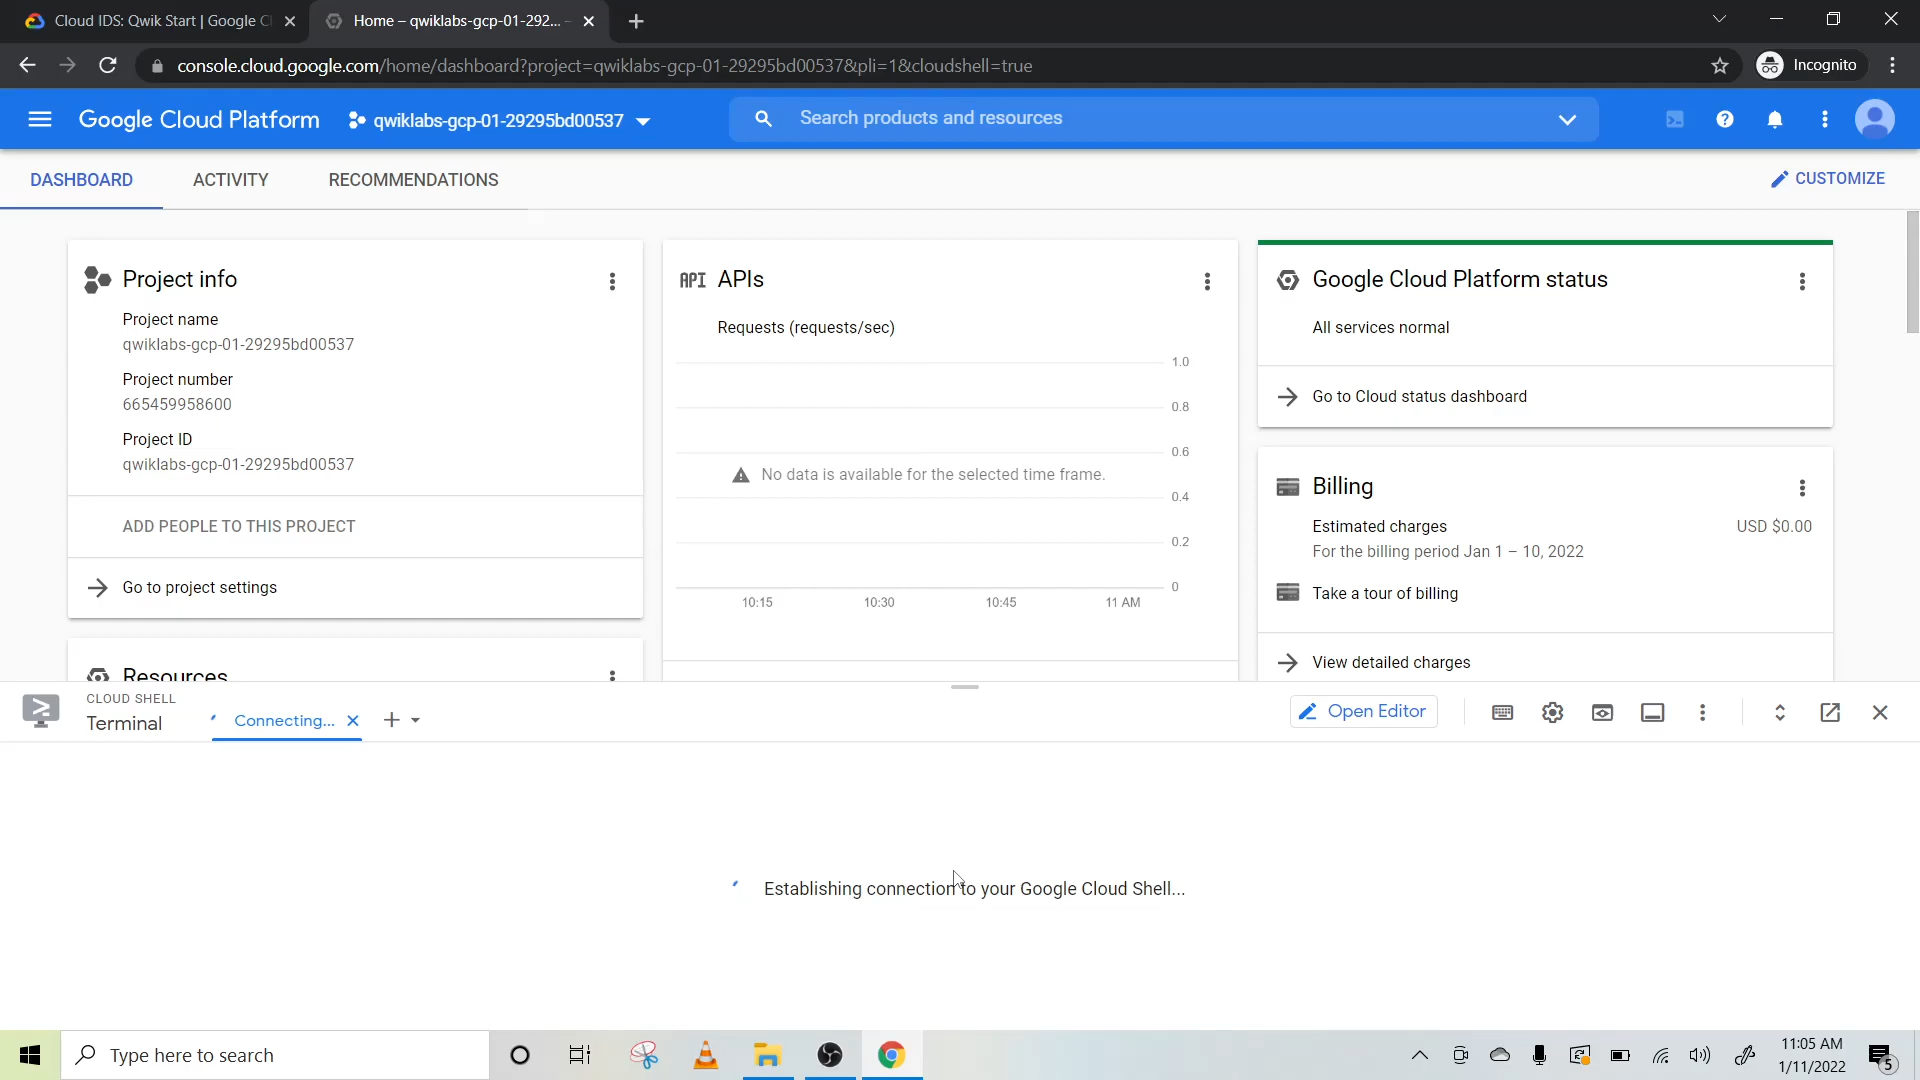 Cloud IDS: Qwik Start | Google Cl
Home – qwiklabs-gcp-01-292...
console.cloud.google.com/home/dashboard?project=qwiklabs-gcp-01-29295bd00537&pli=1&cloudshell=true
Incognito
Google Cloud Platform
qwiklabs-gcp-01-29295bd00537
Search products and resources
DASHBOARD
ACTIVITY
RECOMMENDATIONS
CUSTOMIZE
Project info
Project name
qwiklabs-gcp-01-29295bd00537
Project number
665459958600
Project ID
qwiklabs-gcp-01-29295bd00537
ADD PEOPLE TO THIS PROJECT
Go to project settings
Resources
API APIs
Requests (requests/sec)
1.0
0.8
0.6
No data is available for the selected time frame.
0.4
0.2
0
10:15 10:30 10:45 11 AM
Google Cloud Platform status
All services normal
Go to Cloud status dashboard
Billing
Estimated charges USD $0.00
For the billing period Jan 1 – 10, 2022
Take a tour of billing
View detailed charges
CLOUD SHELL
Terminal
Connecting...
Open Editor
Establishing connection to your Google Cloud Shell...
Type here to search
11:05 AM
1/11/2022
5